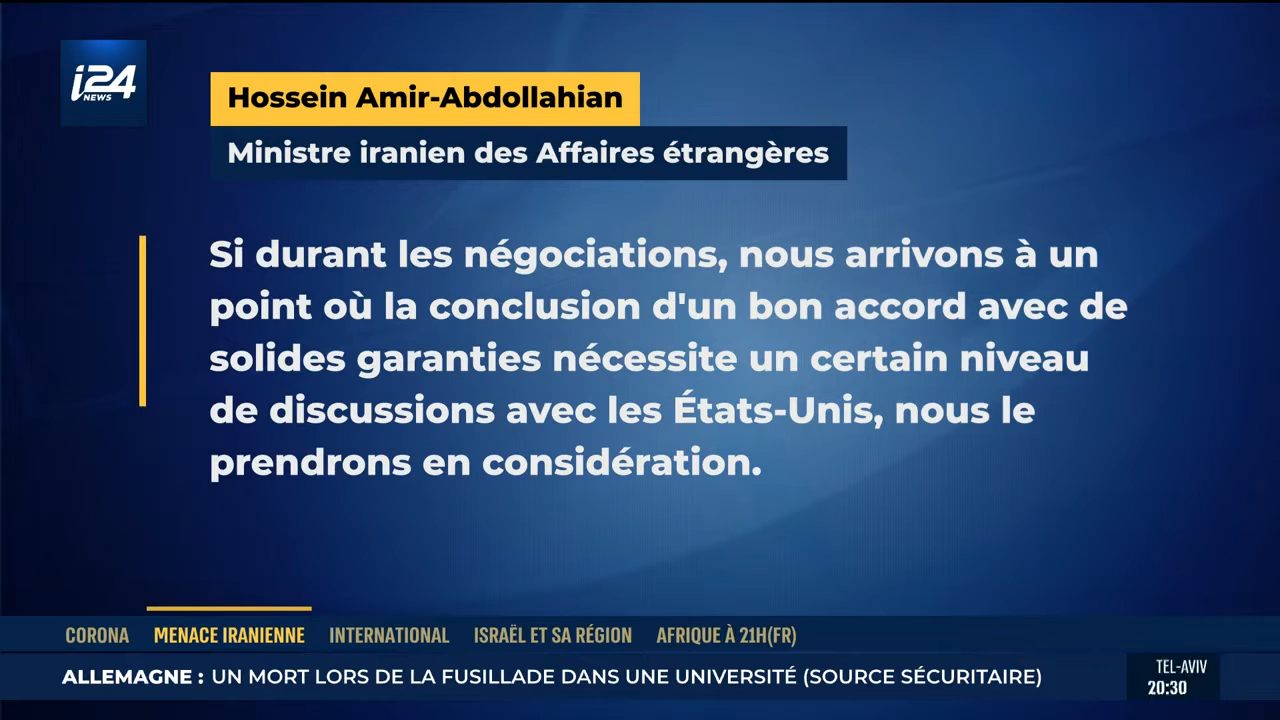 i24
NEWS
Hossein Amir-Abdollahian
Ministre iranien des Affaires étrangères
Si durant les négociations, nous arrivons à un
point où la conclusion d'un bon accord avec de
solides garanties nécessite un certain niveau
de discussions avec les États-Unis, nous le
prendrons en considération.
CORONA MENACE IRANIENNE INTERNATIONAL ISRAËL ET SA RÉGION AFRIQUE À 21H(FR)
ALLEMAGNE : UN MORT LORS DE LA FUSILLADE DANS UNE UNIVERSITÉ (SOURCE SÉCURITAIRE)
TEL-AVIV
20:30